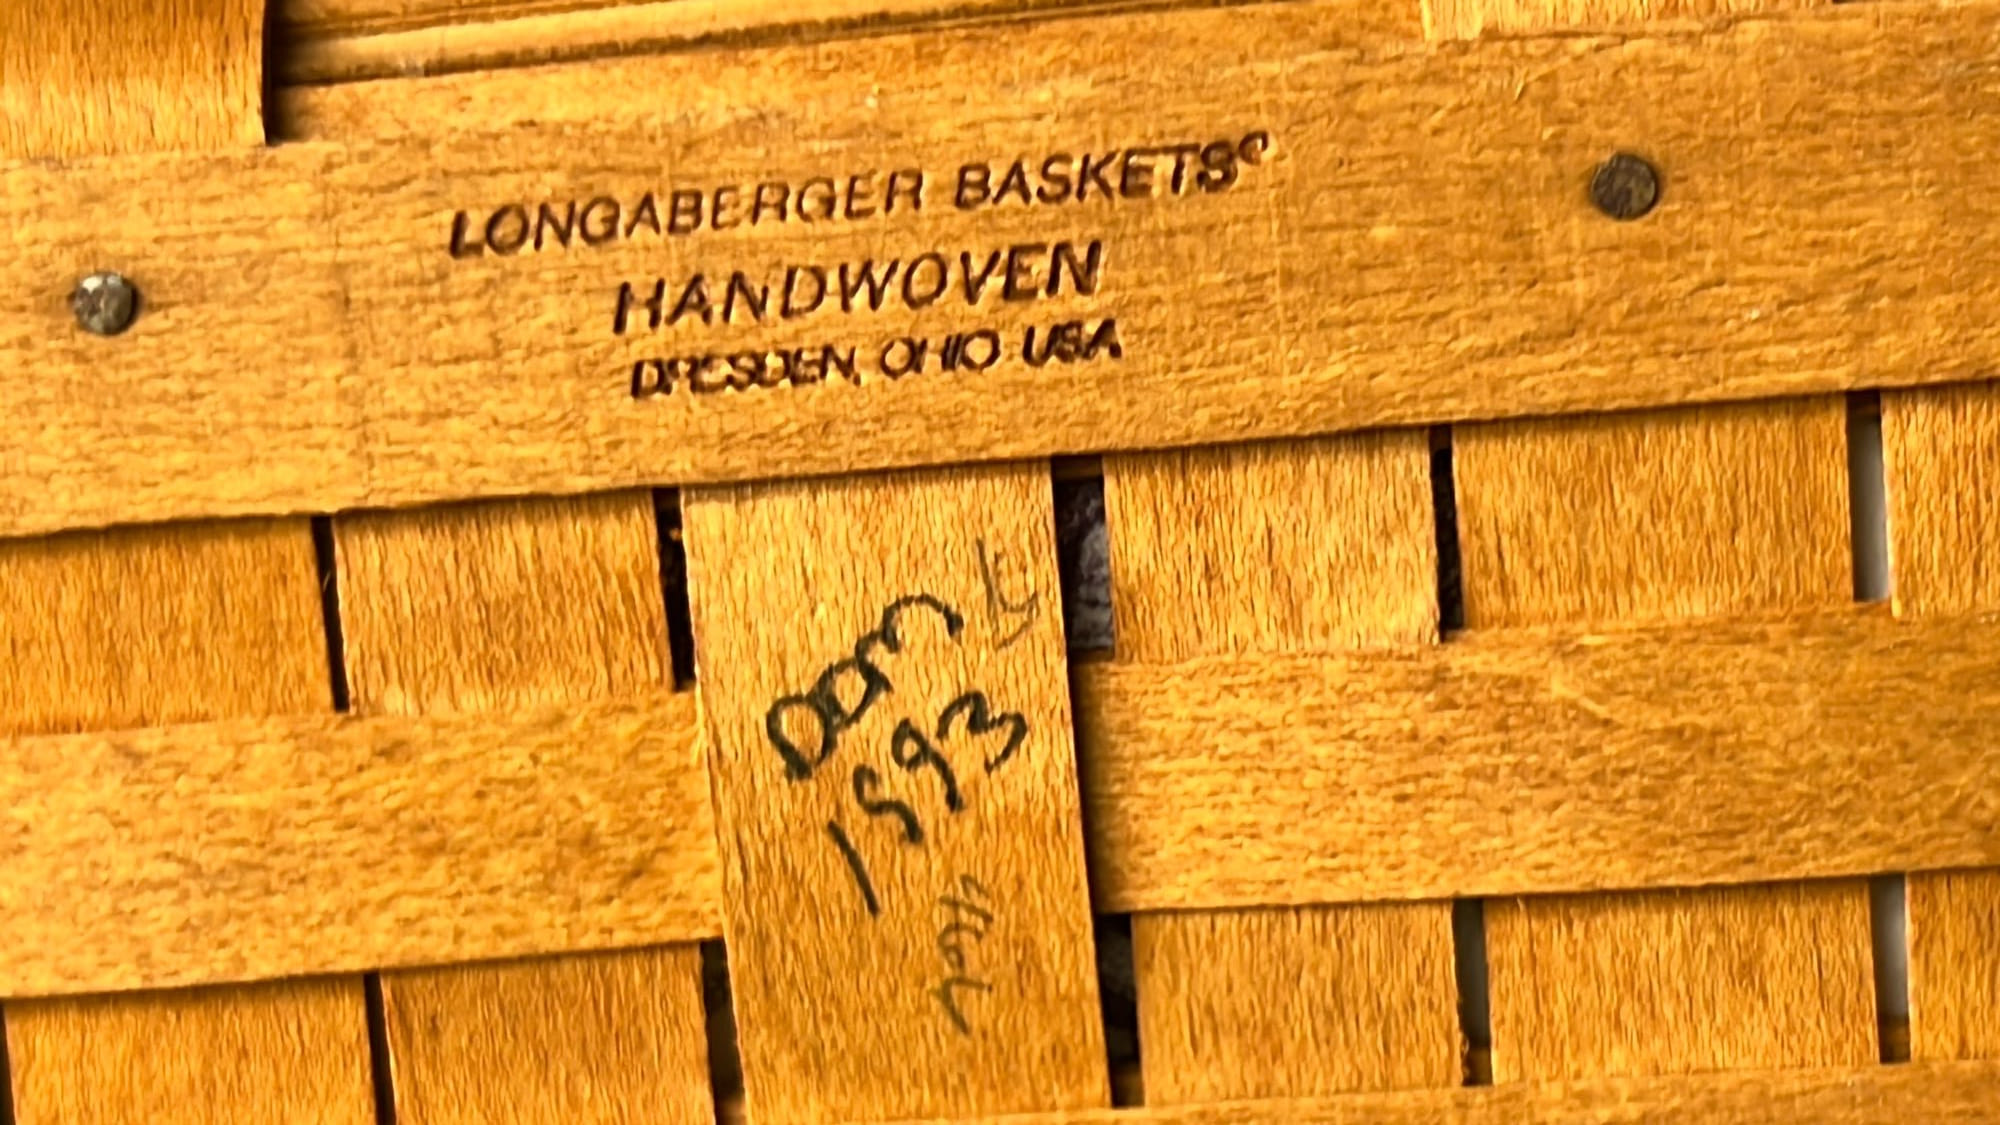 LONGABERGER BASKETS®
HANDWOVEN
DRESDEN, OHIO USA
1993